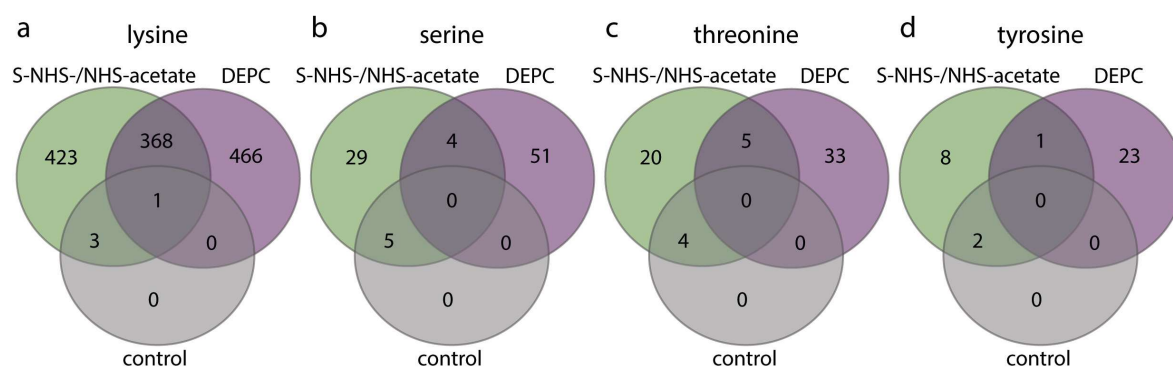 a lysine b serine c threonine d tyrosine
S-NHS-/NHS-acetate DEPC S-NHS-/NHS-acetate DEPC S-NHS-/NHS-acetate DEPC S-NHS-/NHS-acetate DEPC
423 368 466 29 4 51 20 5 33 8 1 23
1 0 0 0
3 0 5 0 4 0 2 0
0 0 0 0
control control control control